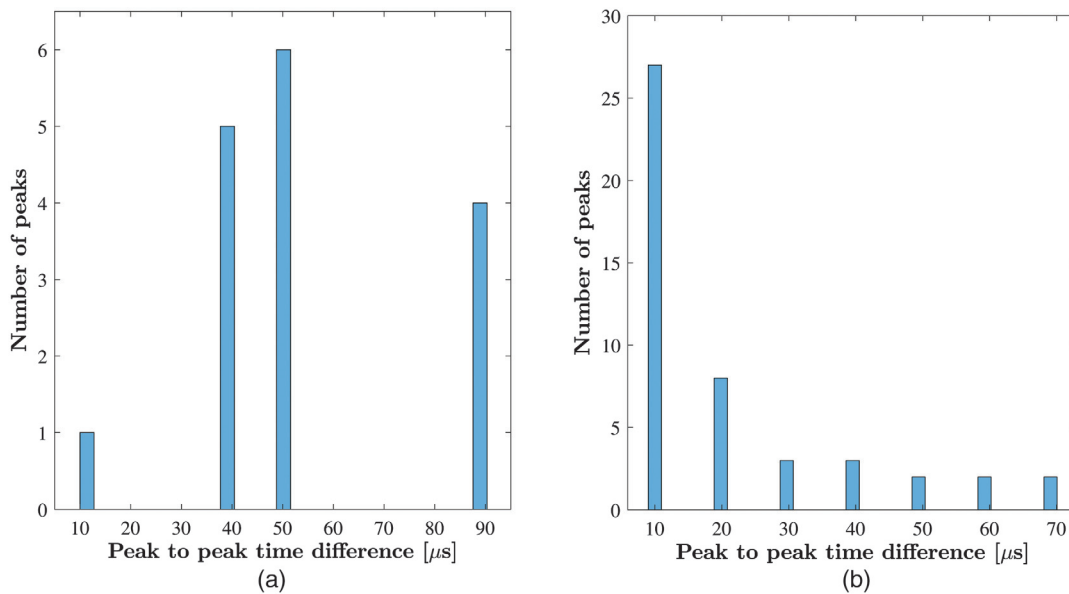 6
5
4
3
2
1
0
Number of peaks
10 20 30 40 50 60 70 80 90
Peak to peak time difference [μs]
(a)
30
25
20
15
10
5
0
Number of peaks
10 20 30 40 50 60 70
Peak to peak time difference [μs]
(b)